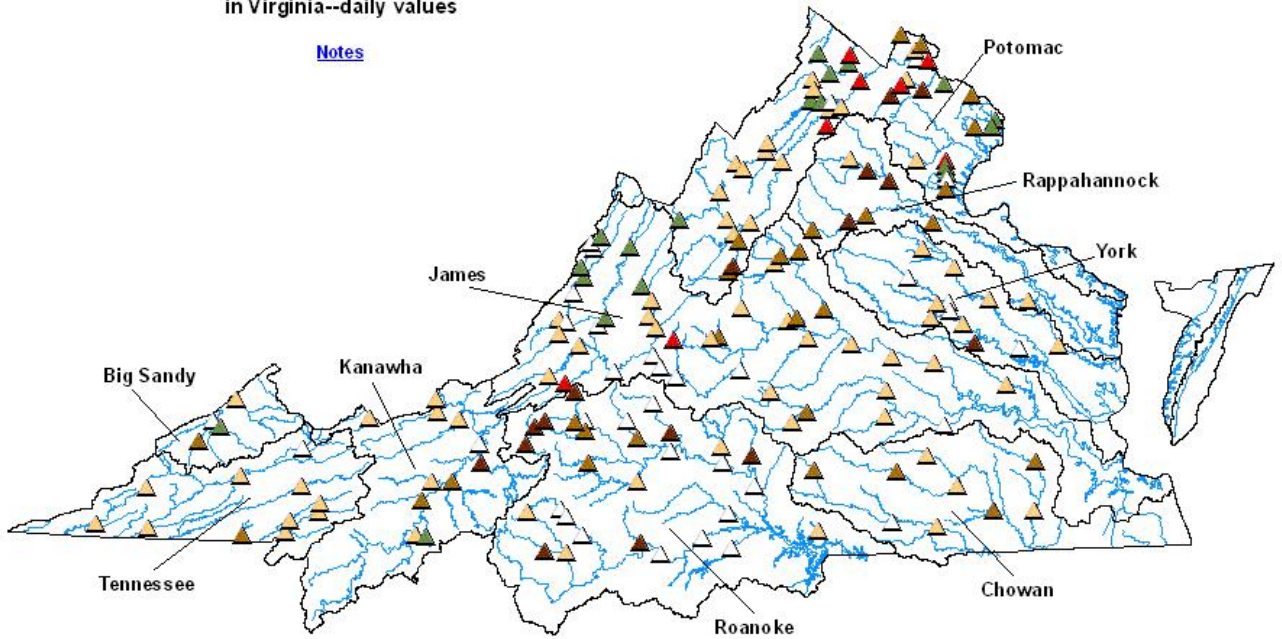 in Virginia--daily values
Notes
Potomac
Rappahannock
York
James
Kanawha
Big Sandy
Tennessee
Chowan
Roanoke